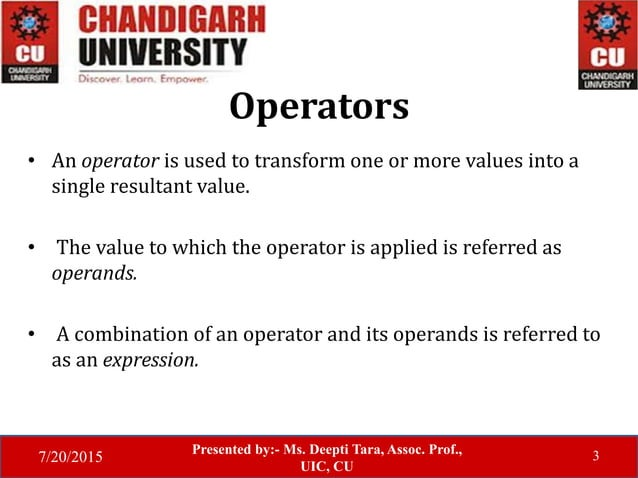 CU
CHANDIGARH
UNIVERSITY
CHANDIGARH
UNIVERSITY
Discover. Learn. Empower.
CU
CHANDIGARH
UNIVERSITY
Operators
• An operator is used to transform one or more values into a
single resultant value.
• The value to which the operator is applied is referred as
operands.
• A combination of an operator and its operands is referred to
as an expression.
7/20/2015
Presented by:- Ms. Deepti Tara, Assoc. Prof.,
UIC, CU
3